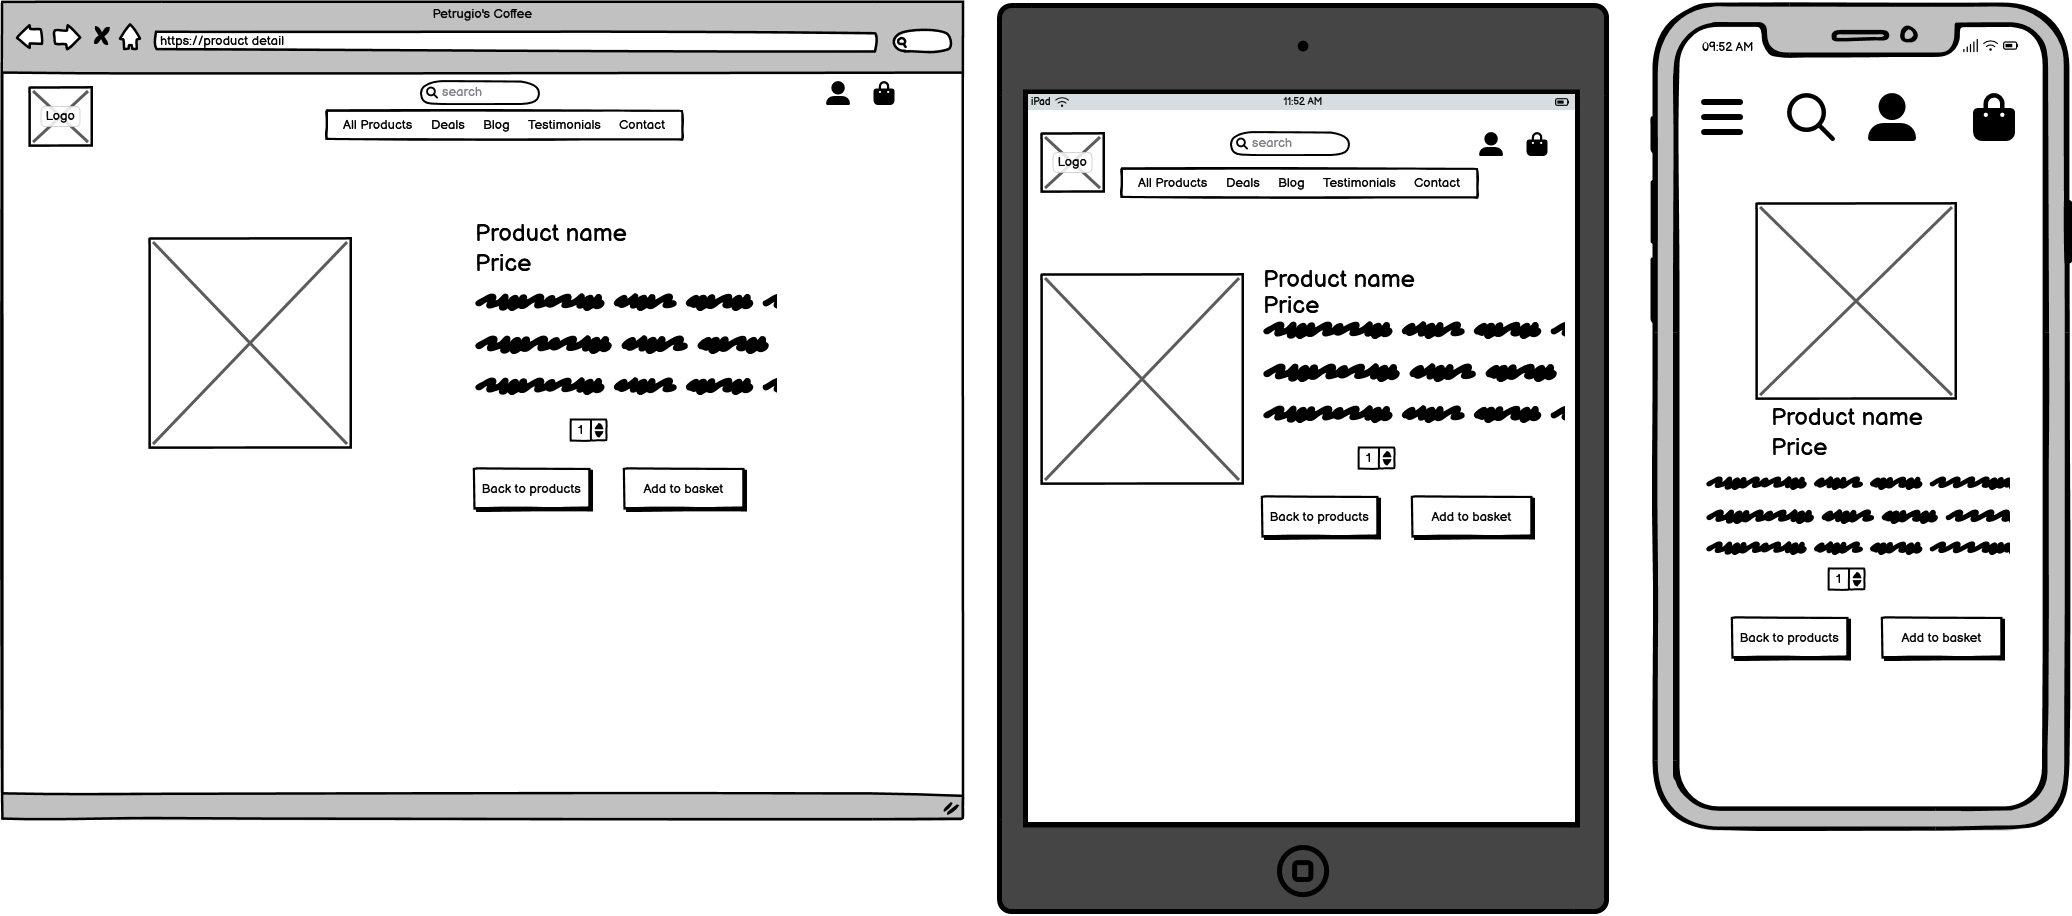 Petrugio's Coffee
https://product detail
Logo
search
All Products Deals Blog Testimonials Contact
Product name
Price
1
Back to products Add to basket
iPad 11:52 AM
Logo
search
All Products Deals Blog Testimonials Contact
Product name
Price
1
Back to products Add to basket
09:52 AM
Product name
Price
1
Back to products Add to basket